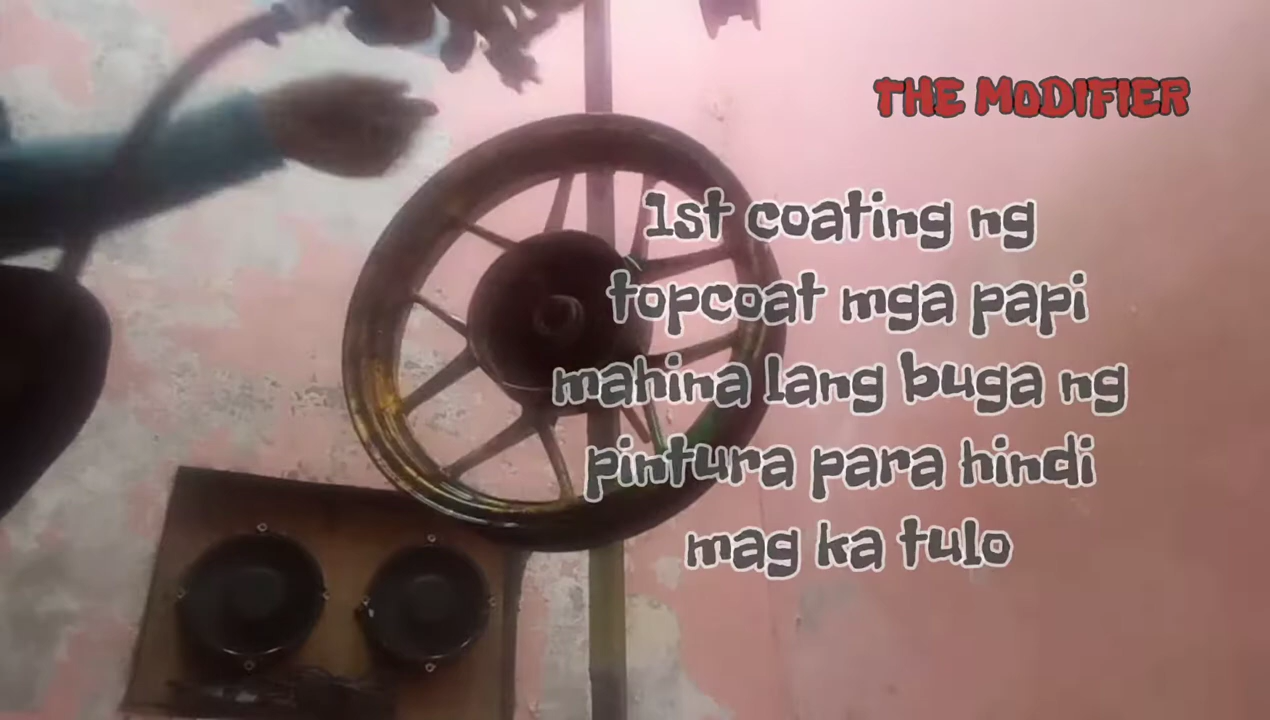 THE MODIFIER
1st coating ng
topcoat mga papi
mahina lang buga ng
pintura para hindi
mag ka tulo